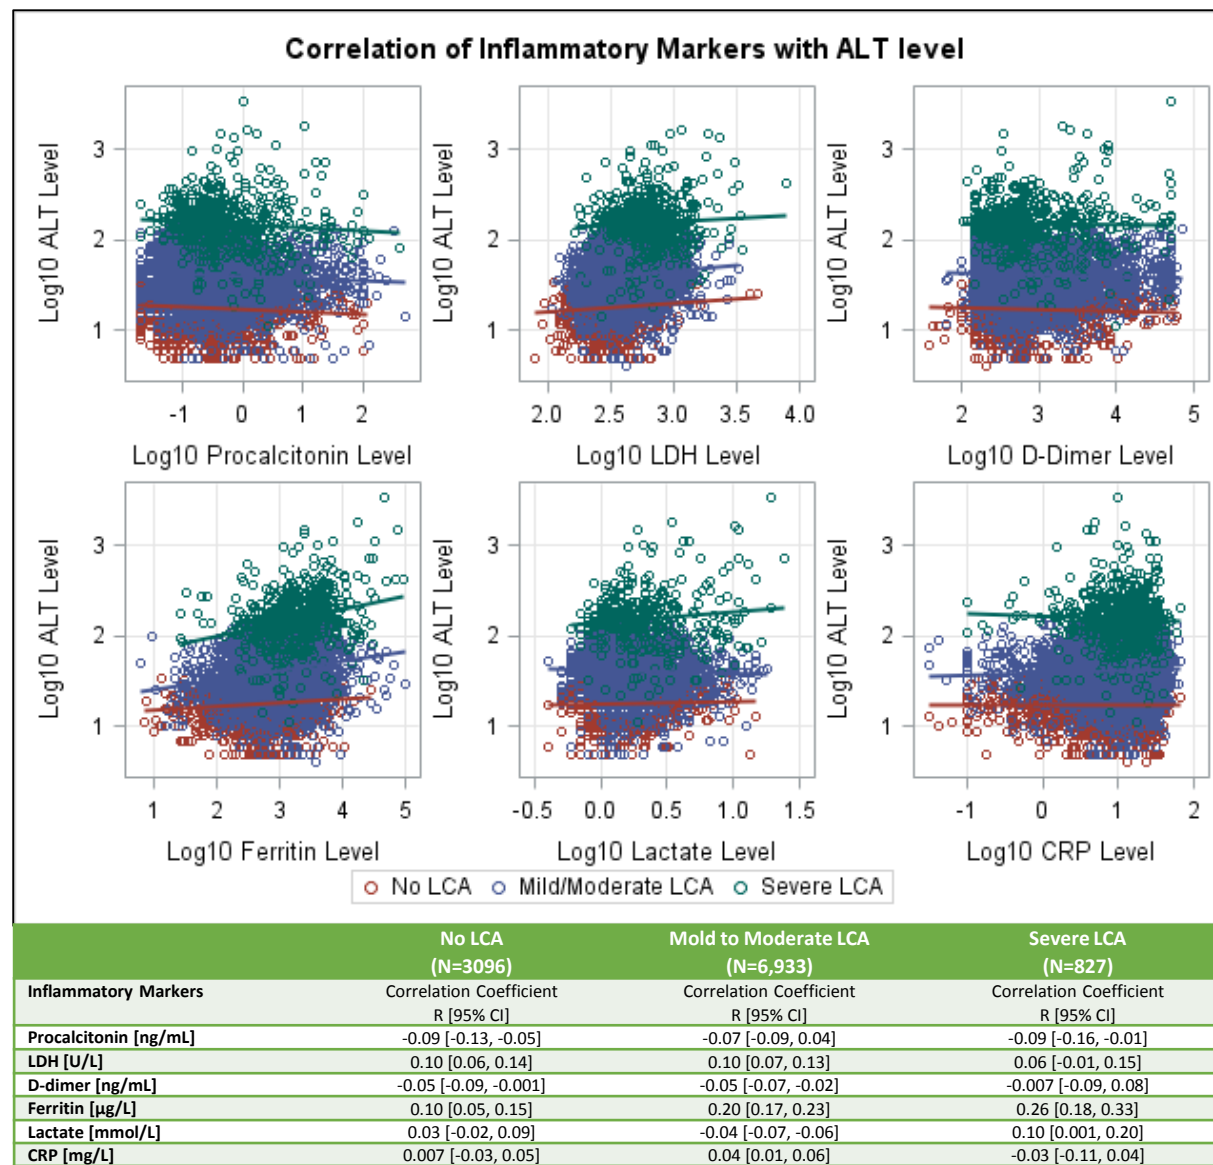 Correlation of Inflammatory Markers with ALT level
Log10 ALT Level
3
2
1
-1 0 1 2
Log10 Procalcitonin Level
Log10 ALT Level
3
2
1
2.0 2.5 3.0 3.5 4.0
Log10 LDH Level
Log10 ALT Level
3
2
1
2 3 4 5
Log10 D-Dimer Level
Log10 ALT Level
3
2
1
1 2 3 4 5
Log10 Ferritin Level
Log10 ALT Level
3
2
1
-0.5 0.0 0.5 1.0 1.5
Log10 Lactate Level
Log10 ALT Level
3
2
1
-1 0 1 2
Log10 CRP Level
No LCA Mild/Moderate LCA Severe LCA
No LCA Mold to Moderate LCA Severe LCA
(N=3096) (N=6,933) (N=827)
Inflammatory Markers Correlation Coefficient Correlation Coefficient Correlation Coefficient
R [95% CI] R [95% CI] R [95% CI]
Procalcitonin [ng/mL] -0.09 [-0.13, -0.05] -0.07 [-0.09, 0.04] -0.09 [-0.16, -0.01]
LDH [U/L] 0.10 [0.06, 0.14] 0.10 [0.07, 0.13] 0.06 [-0.01, 0.15]
D-dimer [ng/mL] -0.05 [-0.09, -0.001] -0.05 [-0.07, -0.02] -0.007 [-0.09, 0.08]
Ferritin [µg/L] 0.10 [0.05, 0.15] 0.20 [0.17, 0.23] 0.26 [0.18, 0.33]
Lactate [mmol/L] 0.03 [-0.02, 0.09] -0.04 [-0.07, -0.06] 0.10 [0.001, 0.20]
CRP [mg/L] 0.007 [-0.03, 0.05] 0.04 [0.01, 0.06] -0.03 [-0.11, 0.04]